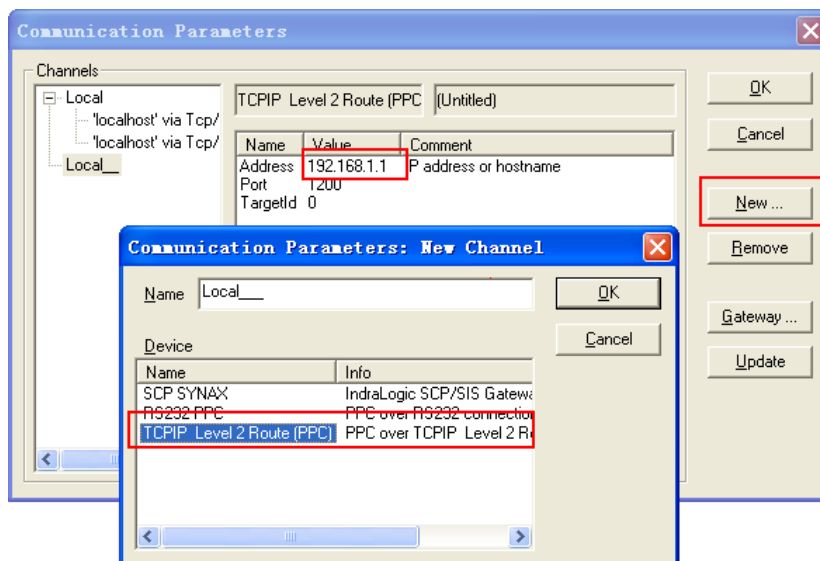 Communication Parameters
Channels
Local
'localhost' via Tcp/
'localhost' via Tcp/
Local__
TCPIP Level 2 Route (PPC
(Untitled)
Name Value Comment
Address 192.168.1.1 P address or hostname
Port 1200
TargetId 0
OK
Cancel
New ...
Remove
Gateway ...
Update
Communication Parameters: New Channel
Name Local___
OK
Cancel
Device
Name Info
SCP SYNAX IndraLogic SCP/SIS Gatewa
RS232 PPC PPC over RS232 connection
TCPIP Level 2 Route (PPC) PPC over TCPIP Level 2 R